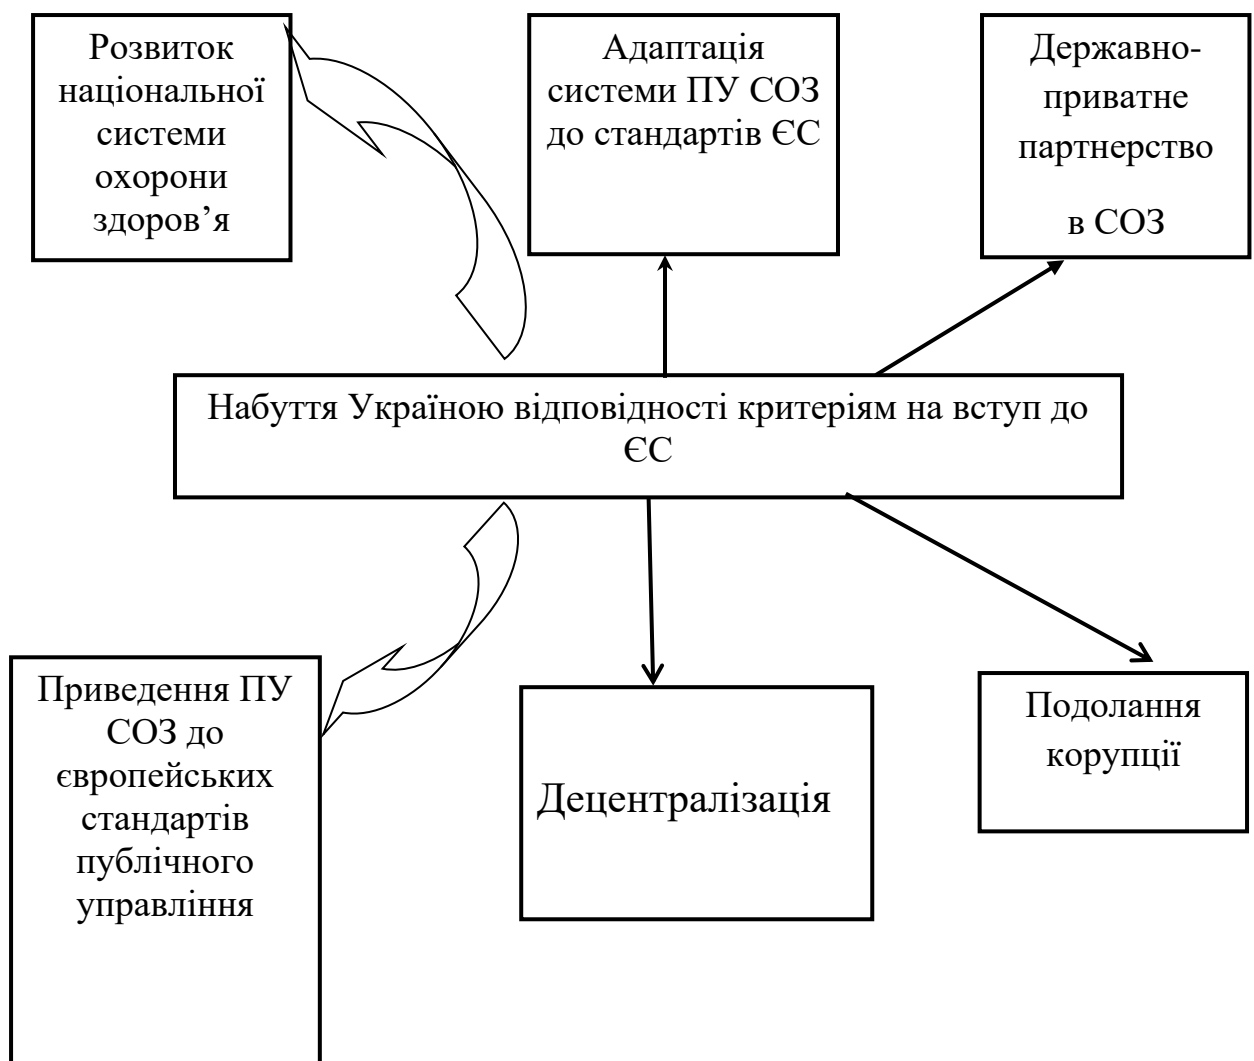 Розвиток
національної
системи
охорони
здоров’я
Адаптація
системи ПУ СОЗ
до стандартів ЄС
Державно-
приватне
партнерство
в СОЗ
Набуття Україною відповідності критеріям на вступ до
ЄС
Приведення ПУ
СОЗ до
європейських
стандартів
публічного
управління
Децентралізація
Подолання
корупції